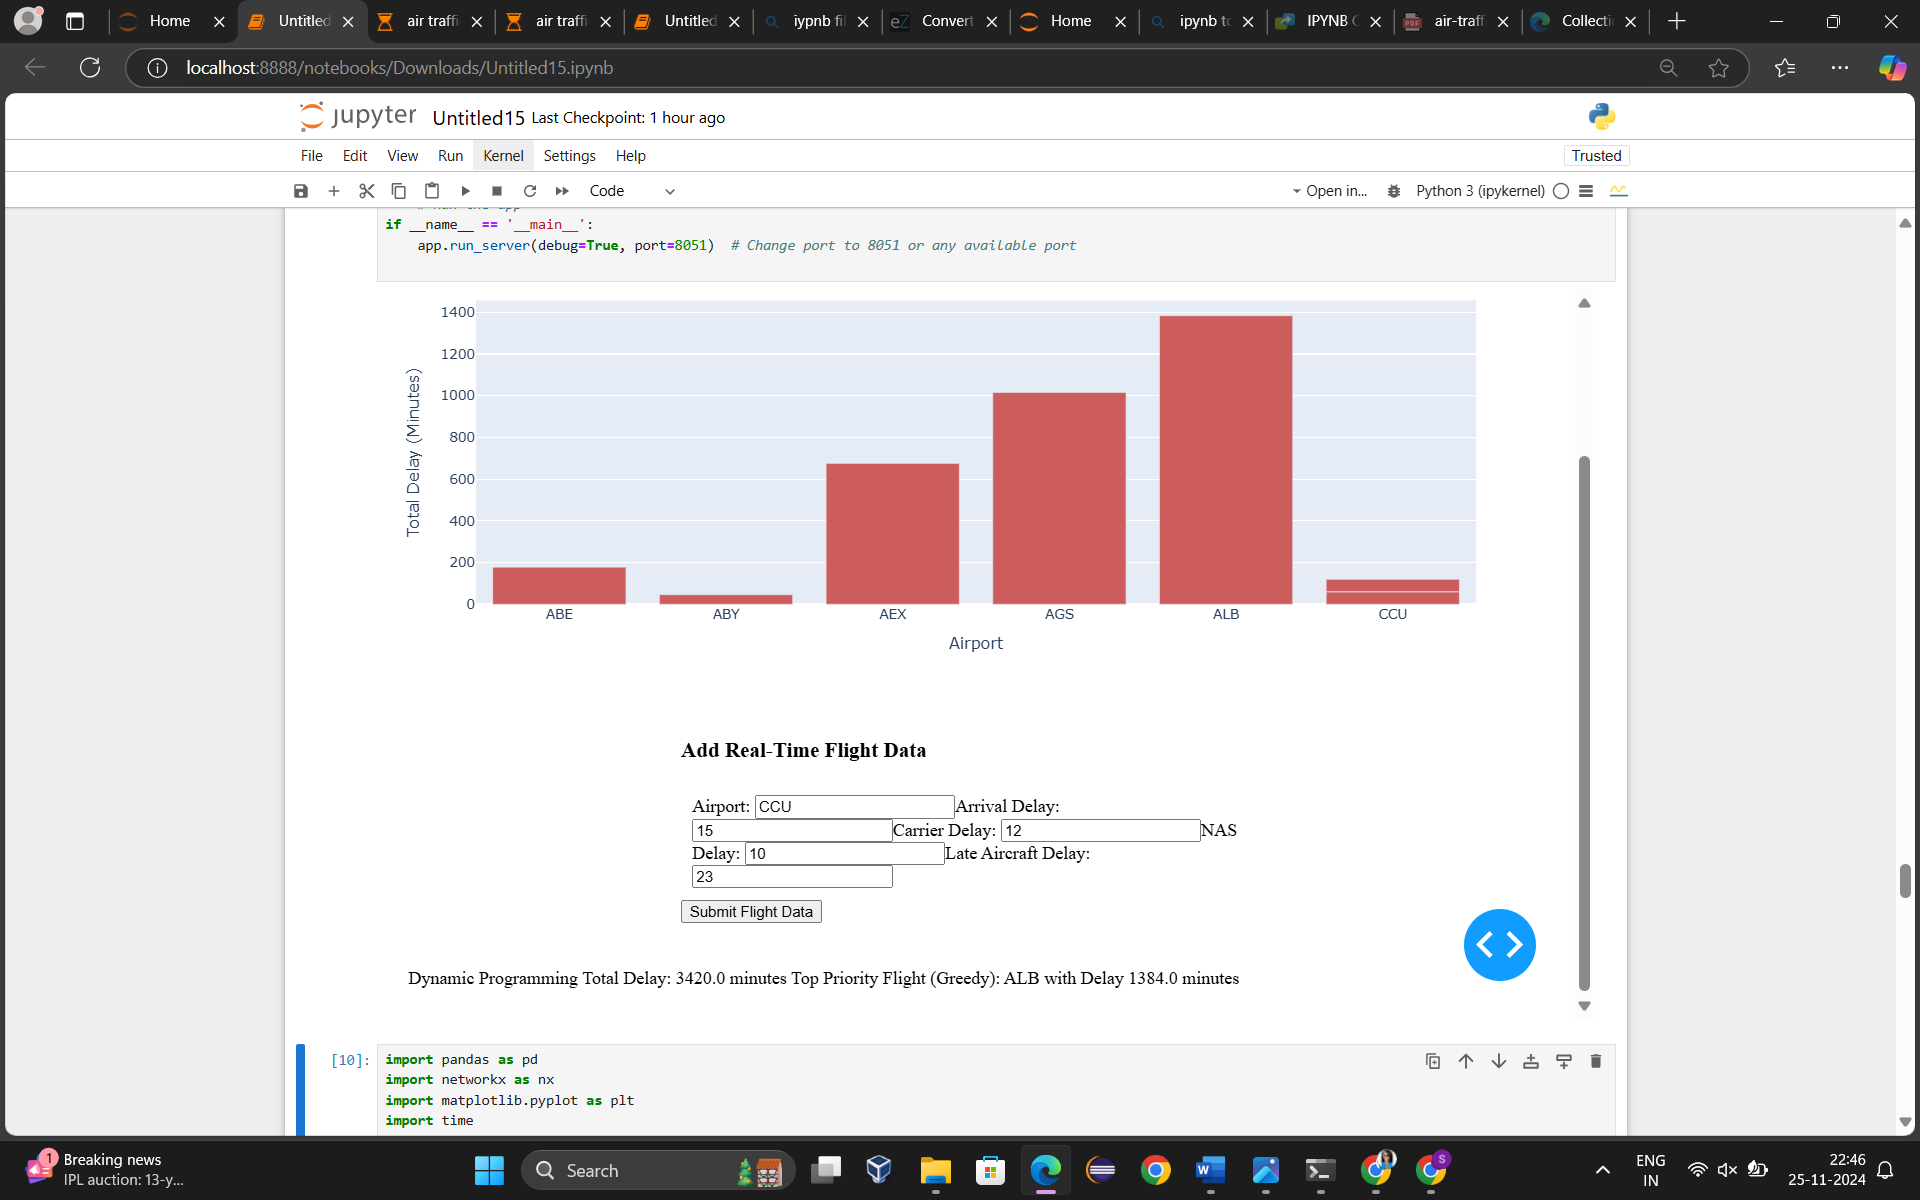 Home
Untitled
air traffi
air traffi
Untitled
iypnb fil
eZ Convert
Home
ipynb to
IPYNB C
PDF air-traff
Collecti
localhost:8888/notebooks/Downloads/Untitled15.ipynb
jupyter Untitled15 Last Checkpoint: 1 hour ago
File Edit View Run Kernel Settings Help
Trusted
Code
Open in...
Python 3 (ipykernel)
if __name__ == '__main__':
app.run_server(debug=True, port=8051)  # Change port to 8051 or any available port
1400
1200
1000
800
600
400
200
0
Total Delay (Minutes)
ABE ABY AEX AGS ALB CCU
Airport
Add Real-Time Flight Data
Airport: CCU Arrival Delay:
15 Carrier Delay: 12 NAS
Delay: 10 Late Aircraft Delay:
23
Submit Flight Data
Dynamic Programming Total Delay: 3420.0 minutes Top Priority Flight (Greedy): ALB with Delay 1384.0 minutes
[10]: import pandas as pd
import networkx as nx
import matplotlib.pyplot as plt
import time
1
Breaking news
IPL auction: 13-y...
Search
W
S
ENG
IN
22:46
25-11-2024